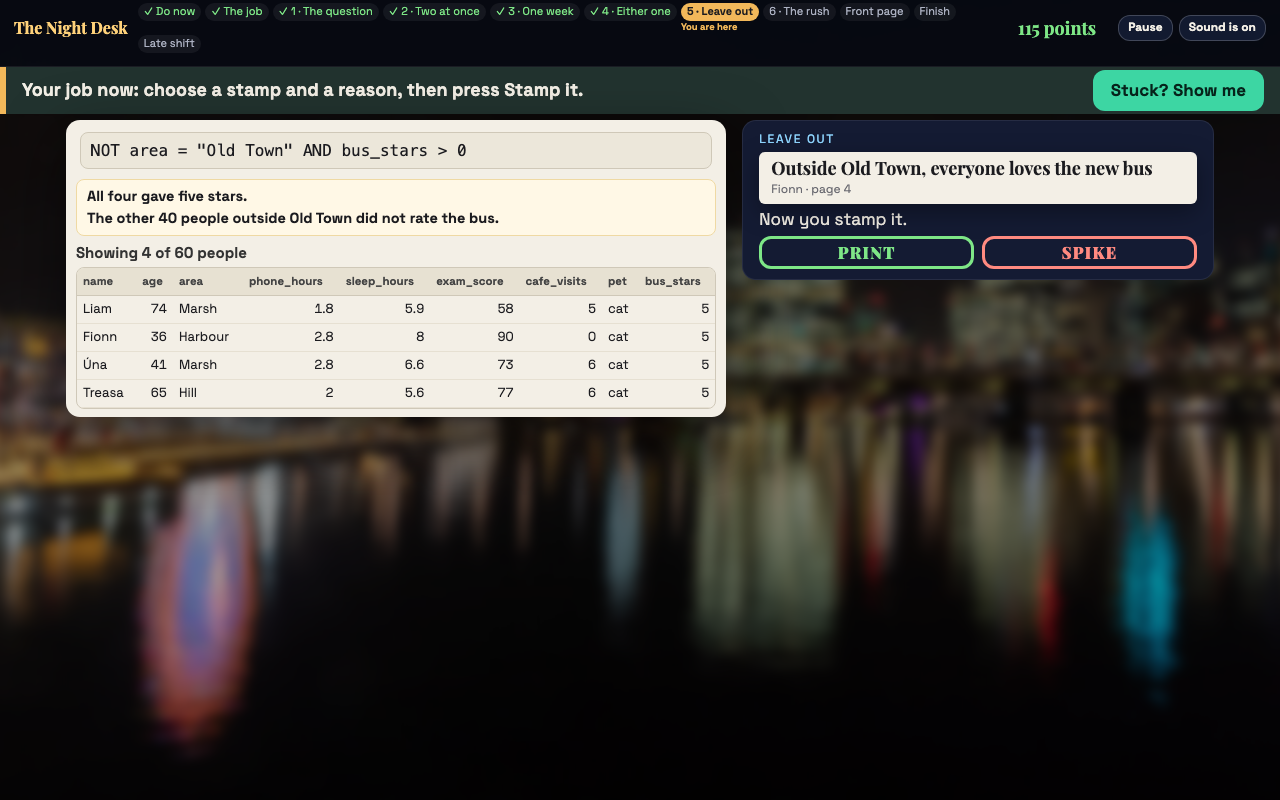 The Night Desk
✓ Do now
✓ The job
✓ 1 · The question
✓ 2 · Two at once
✓ 3 · One week
✓ 4 · Either one
5 · Leave out
You are here
6 · The rush
Front page
Finish
Late shift
115 points
Pause
Sound is on
Your job now: choose a stamp and a reason, then press Stamp it.
Stuck? Show me
NOT area = "Old Town" AND bus_stars > 0
All four gave five stars.
The other 40 people outside Old Town did not rate the bus.
Showing 4 of 60 people
name age area phone_hours sleep_hours exam_score cafe_visits pet bus_stars
Liam 74 Marsh 1.8 5.9 58 5 cat 5
Fionn 36 Harbour 2.8 8 90 0 cat 5
Úna 41 Marsh 2.8 6.6 73 6 cat 5
Treasa 65 Hill 2 5.6 77 6 cat 5
LEAVE OUT
Outside Old Town, everyone loves the new bus
Fionn · page 4
Now you stamp it.
PRINT
SPIKE